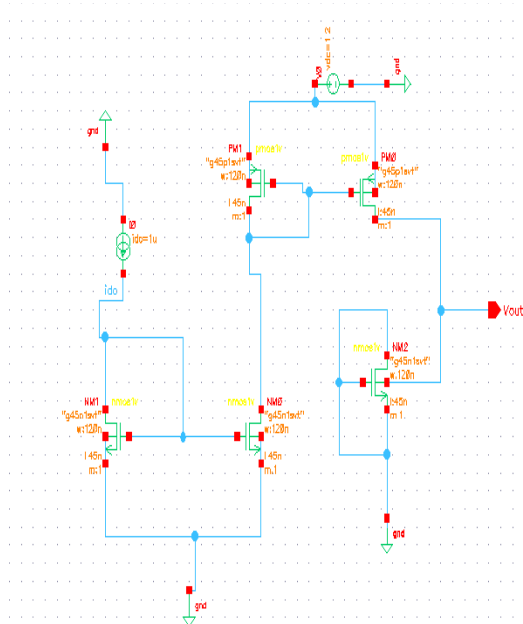 vdc=1.2
V0
gnd
gnd
PM1
pmos1v
"g45p1svt"
w:120n
l:45n
m:1
PM0
pmos1v
"g45p1svt"
w:120n
l:45n
m:1
I0
idc=1u
idc
Vout
NM2
nmos1v
"g45n1svt"
w:120n
l:45n
m:1
NM1
nmos1v
"g45n1svt"
w:120n
l:45n
m:1
NM0
nmos1v
"g45n1svt"
w:120n
l:45n
m:1
gnd
gnd